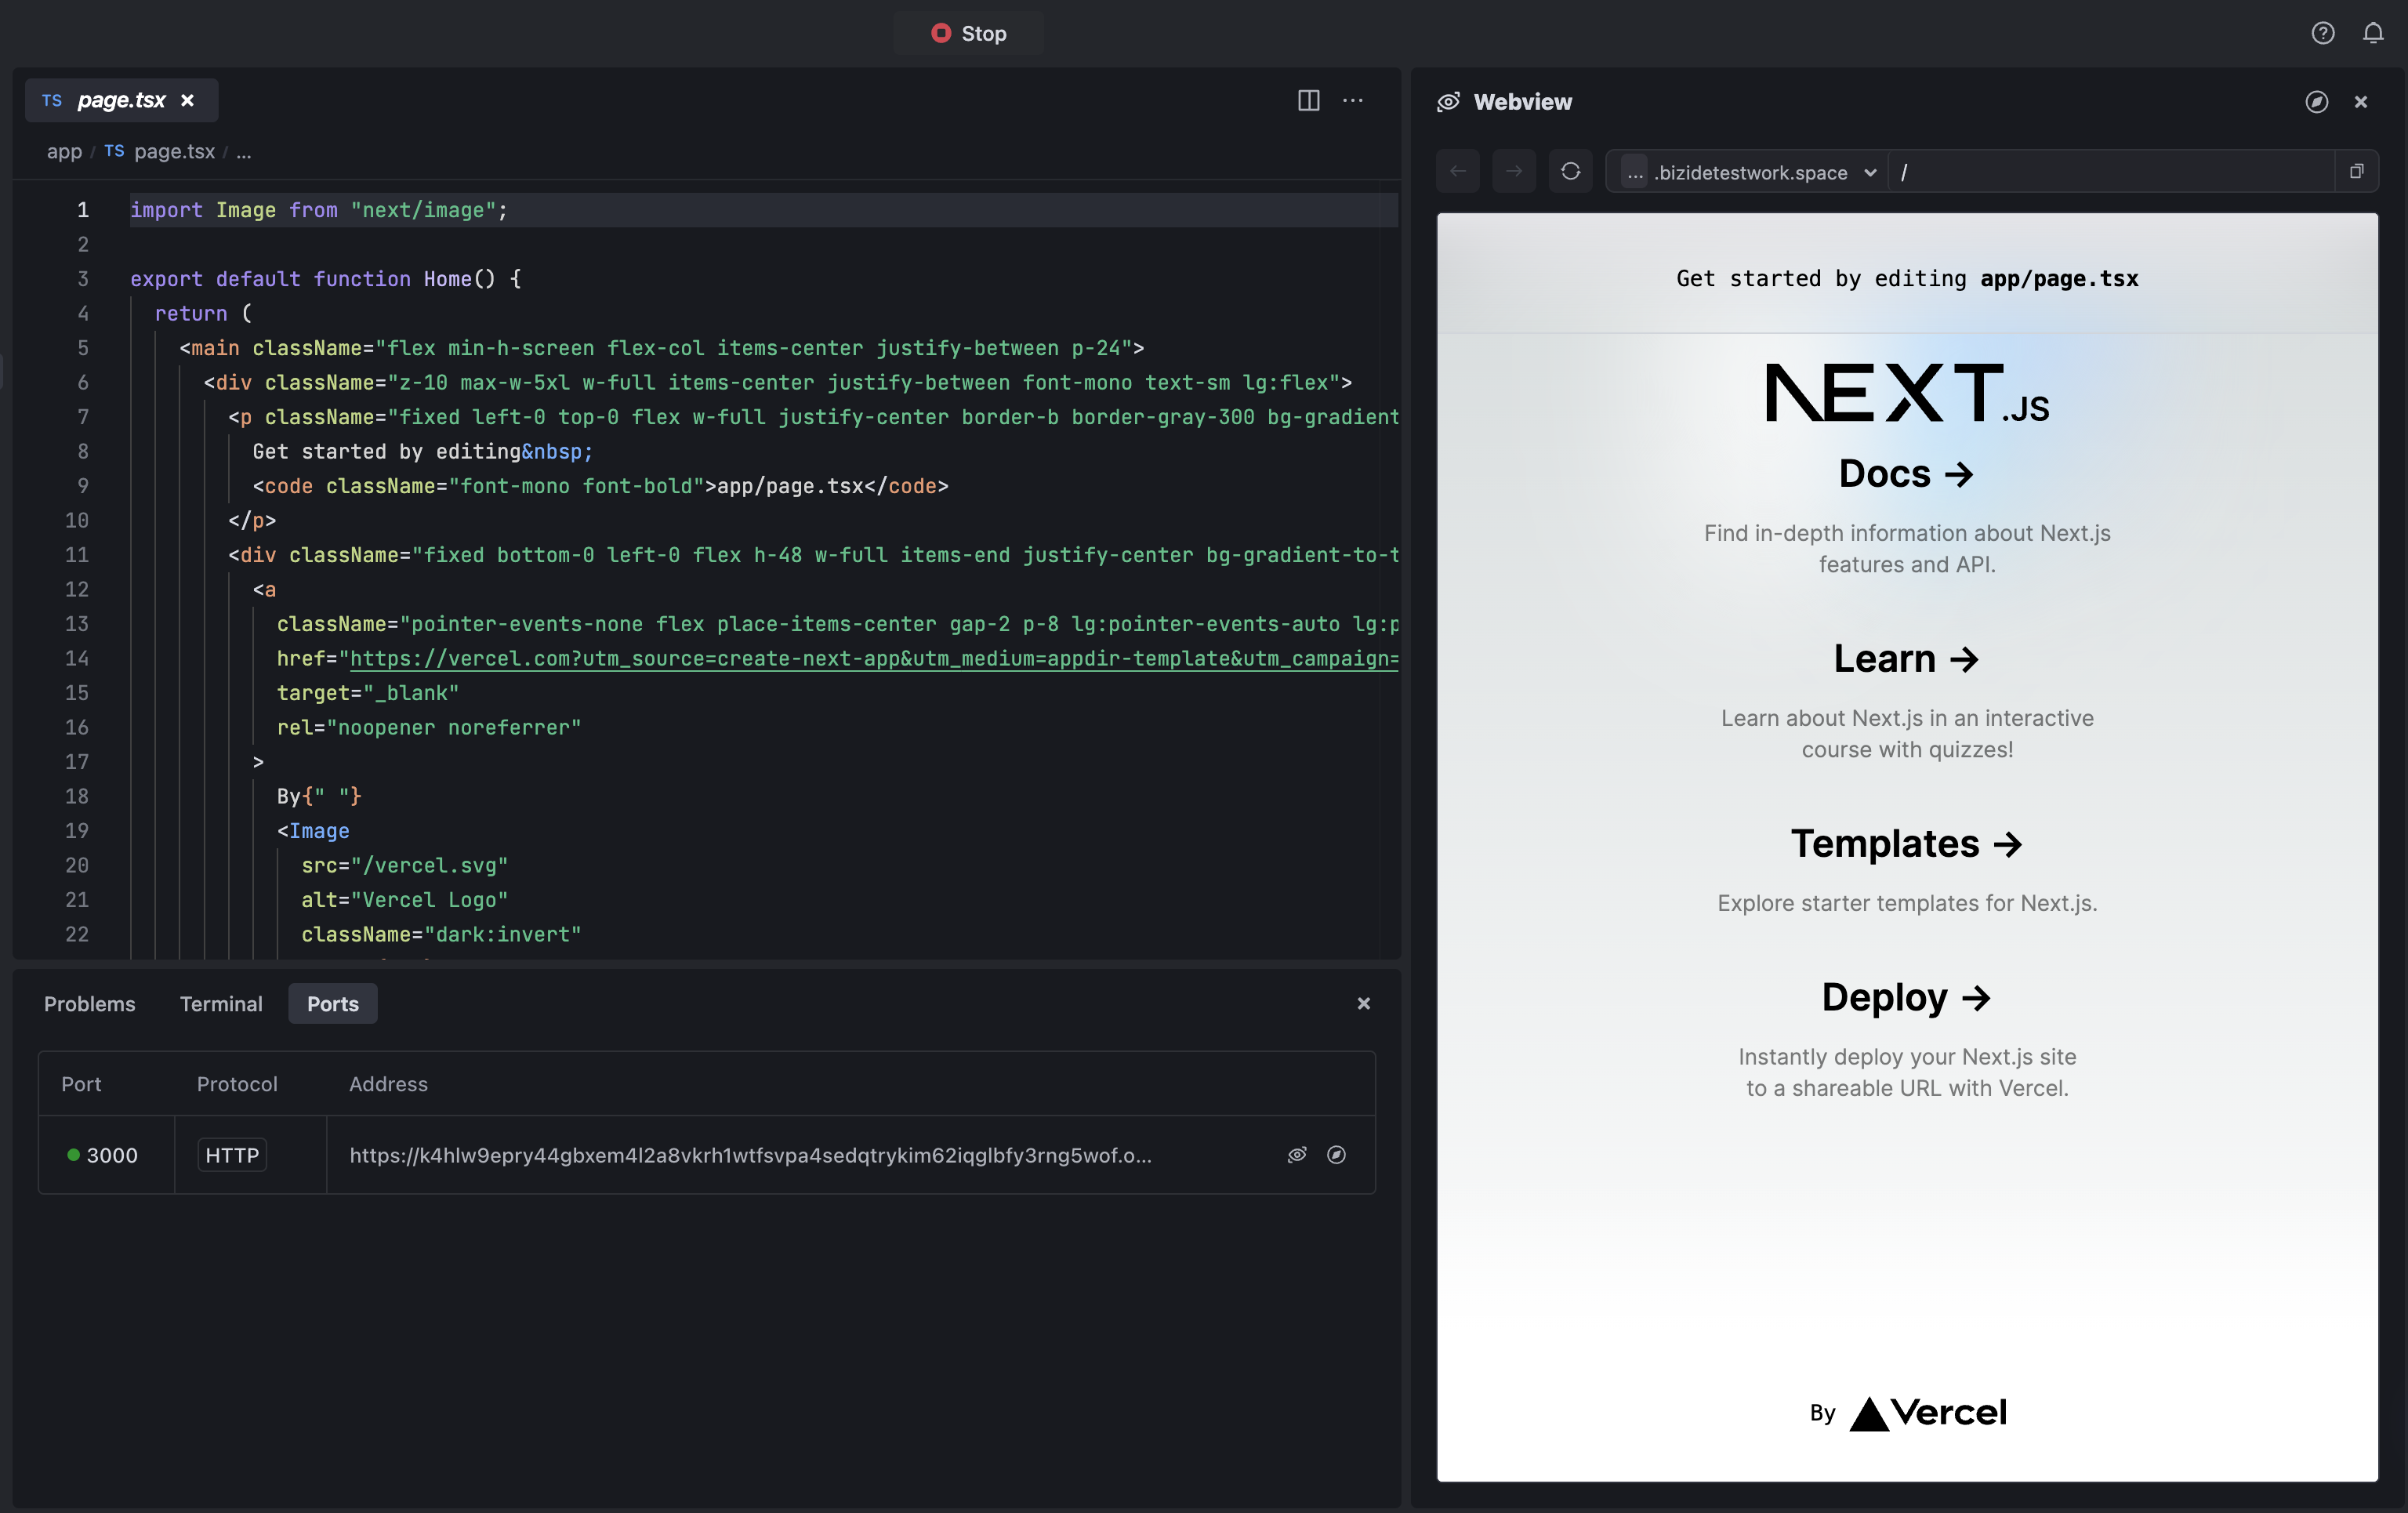 Stop
TS page.tsx
app / TS page.tsx / ...
1 import Image from "next/image";
2
3 export default function Home() {
4 return (
5 <main className="flex min-h-screen flex-col items-center justify-between p-24">
6 <div className="z-10 max-w-5xl w-full items-center justify-between font-mono text-sm lg:flex">
7 <p className="fixed left-0 top-0 flex w-full justify-center border-b border-gray-300 bg-gradient
8 Get started by editing&nbsp;
9 <code className="font-mono font-bold">app/page.tsx</code>
10 </p>
11 <div className="fixed bottom-0 left-0 flex h-48 w-full items-end justify-center bg-gradient-to-t
12 <a
13 className="pointer-events-none flex place-items-center gap-2 p-8 lg:pointer-events-auto lg:p
14 href="https://vercel.com?utm_source=create-next-app&utm_medium=appdir-template&utm_campaign=
15 target="_blank"
16 rel="noopener noreferrer"
17 >
18 By{" "}
19 <Image
20 src="/vercel.svg"
21 alt="Vercel Logo"
22 className="dark:invert"
Problems Terminal Ports
Port Protocol Address
3000 HTTP https://k4hlw9epry44gbxem4l2a8vkrh1wtfsvpa4sedqtrykim62iqglbfy3rng5wof.o...
Webview
... .bizidetestwork.space /
Get started by editing app/page.tsx
NEXT.JS
Docs →
Find in-depth information about Next.js
features and API.
Learn →
Learn about Next.js in an interactive
course with quizzes!
Templates →
Explore starter templates for Next.js.
Deploy →
Instantly deploy your Next.js site
to a shareable URL with Vercel.
By Vercel